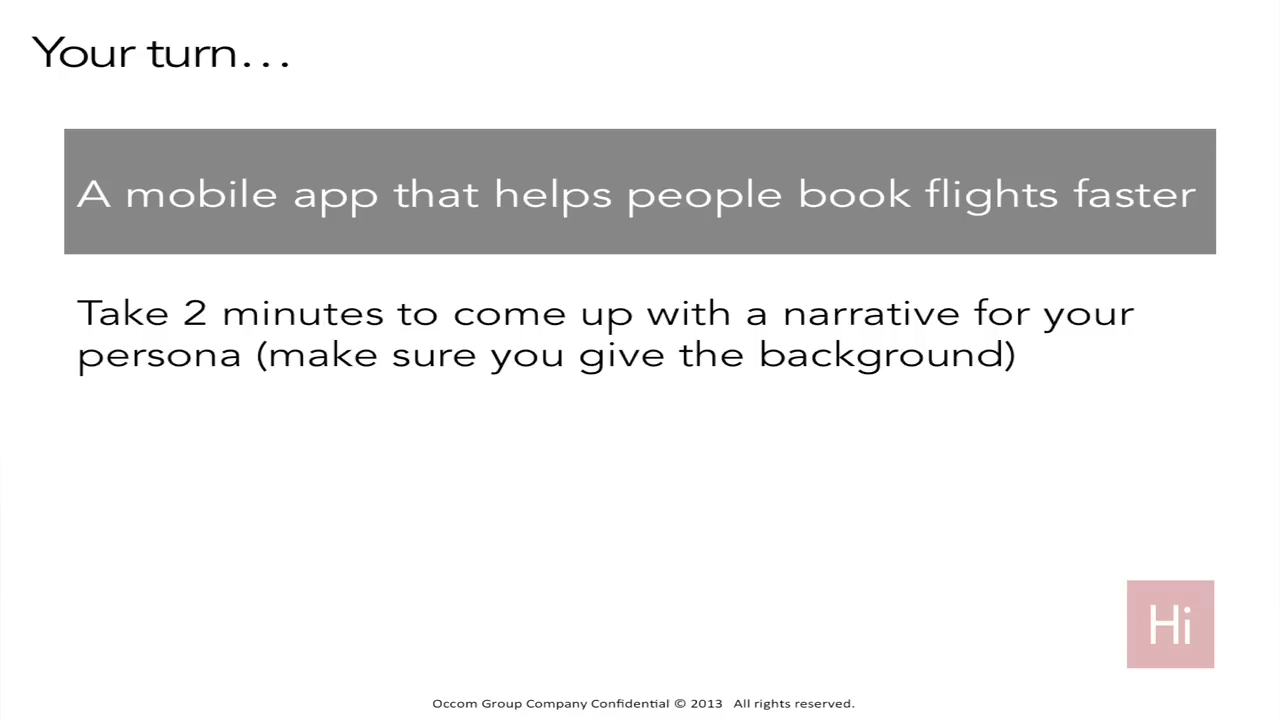 Your turn…
A mobile app that helps people book flights faster
Take 2 minutes to come up with a narrative for your
persona (make sure you give the background)
Hi
Occom Group Company Confidential © 2013 All rights reserved.